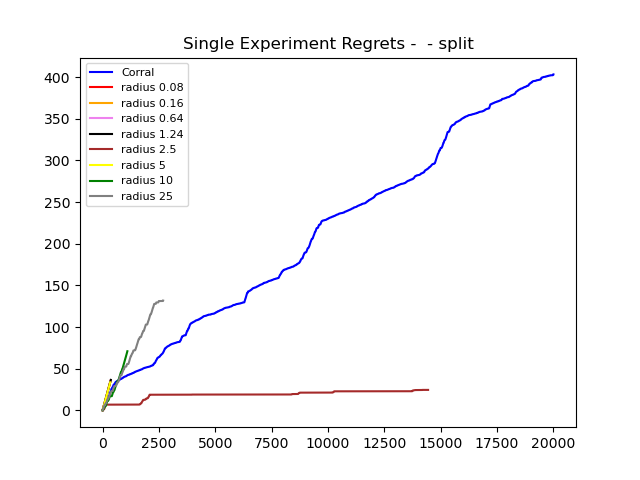 Single Experiment Regrets -  - split
400
350
300
250
200
150
100
50
0
Corral
radius 0.08
radius 0.16
radius 0.64
radius 1.24
radius 2.5
radius 5
radius 10
radius 25
0 2500 5000 7500 10000 12500 15000 17500 20000